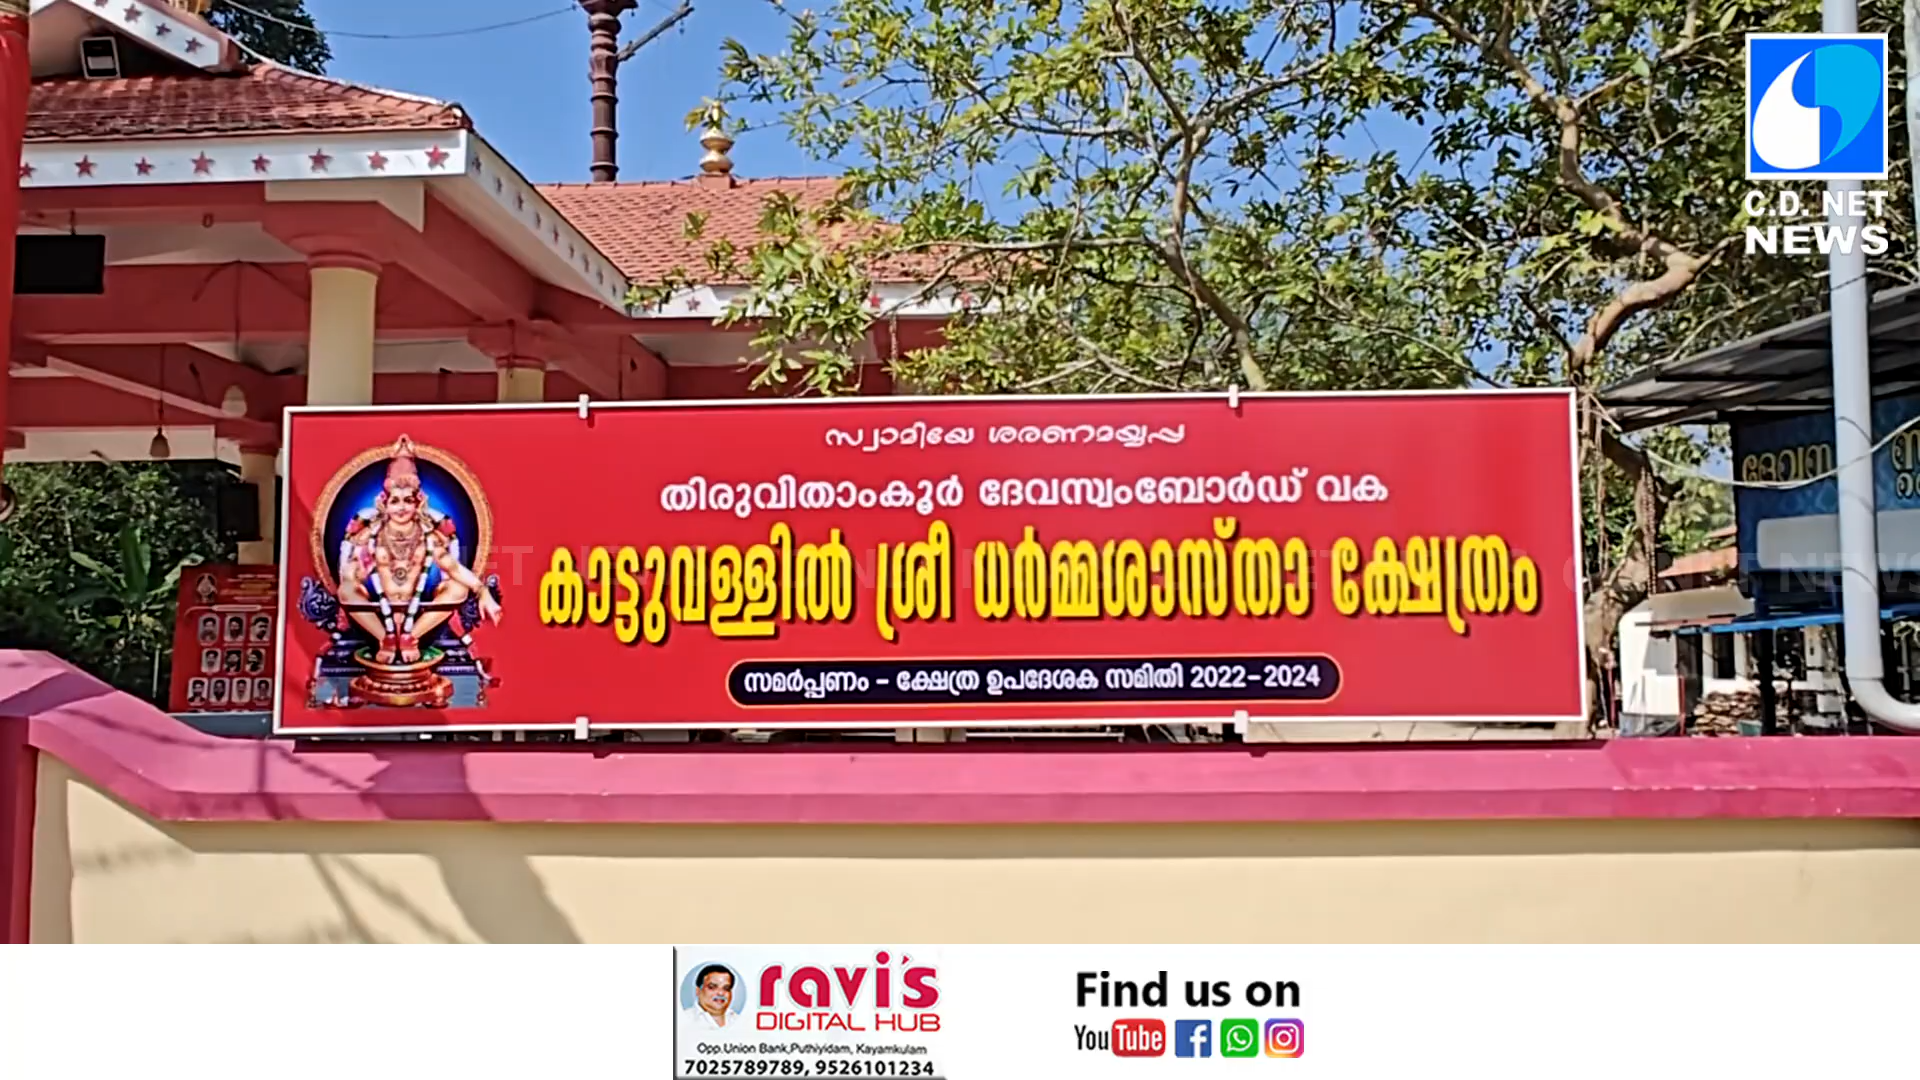 C.D. NET
NEWS
സ്വാമിയേ ശരണമയ്യപ്പ
തിരുവിതാംകൂർ ദേവസ്വംബോർഡ് വക
കാട്ടുവള്ളിൽ ശ്രീ ധർമ്മശാസ്താ ക്ഷേത്രം
സമർപ്പണം - ക്ഷേത്ര ഉപദേശക സമിതി 2022-2024
ravi's
DIGITAL HUB
Opp.Union Bank,Puthiyidam, Kayamkulam
7025789789, 9526101234
Find us on
YouTube